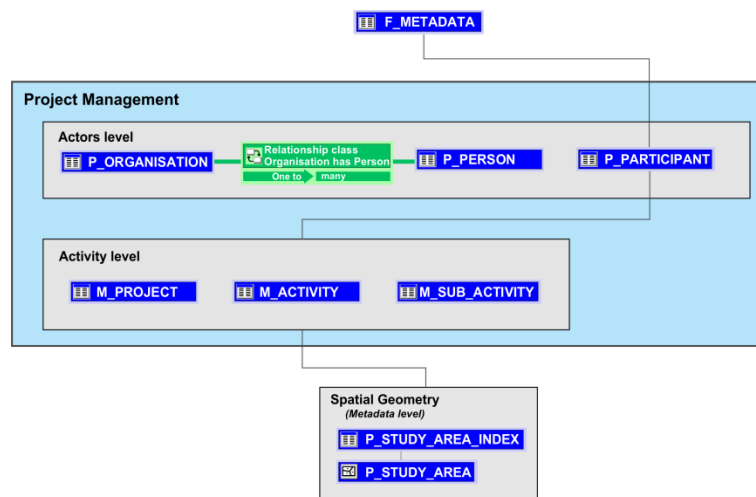 F_METADATA
Project Management
Actors level
P_ORGANISATION
Relationship class
Organisation has Person
One to many
P_PERSON
P_PARTICIPANT
Activity level
M_PROJECT
M_ACTIVITY
M_SUB_ACTIVITY
Spatial Geometry
(Metadata level)
P_STUDY_AREA_INDEX
P_STUDY_AREA